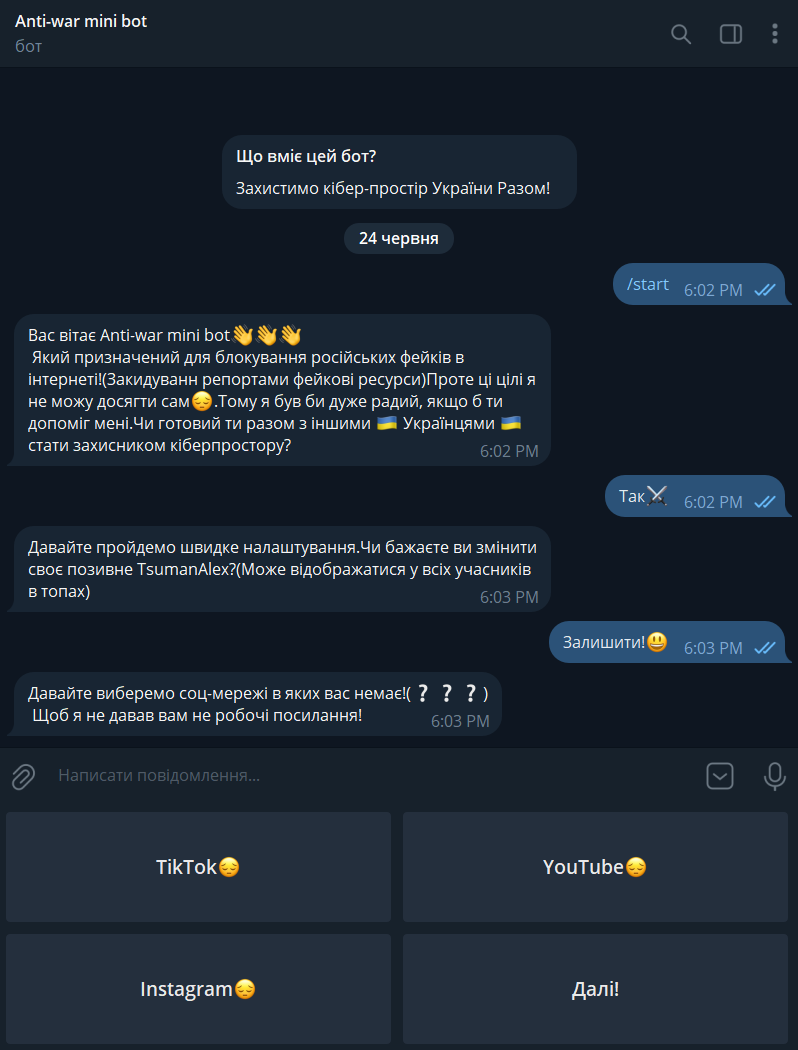 Anti-war mini bot
бот
Що вміє цей бот?
Захистимо кібер-простір України Разом!
24 червня
/start 6:02 PM
Вас вітає Anti-war mini bot👋👋👋
Який призначений для блокування російських фейків в
інтернеті!(Закидуванн репортами фейкові ресурси)Проте ці цілі я
не можу досягти сам😔.Тому я був би дуже радий, якщо б ти
допоміг мені.Чи готовий ти разом з іншими 🇺🇦 Українцями 🇺🇦
стати захисником кіберпростору? 6:02 PM
Так⚔ 6:02 PM
Давайте пройдемо швидке налаштування.Чи бажаєте ви змінити
своє позивне TsumanAlex?(Може відображатися у всіх учасників
в топах) 6:03 PM
Залишити!😃 6:03 PM
Давайте виберемо соц-мережі в яких вас немає!(❔ ❔ ❔)
Щоб я не давав вам не робочі посилання! 6:03 PM
Написати повідомлення...
TikTok😔 YouTube😔
Instagram😔 Далі!